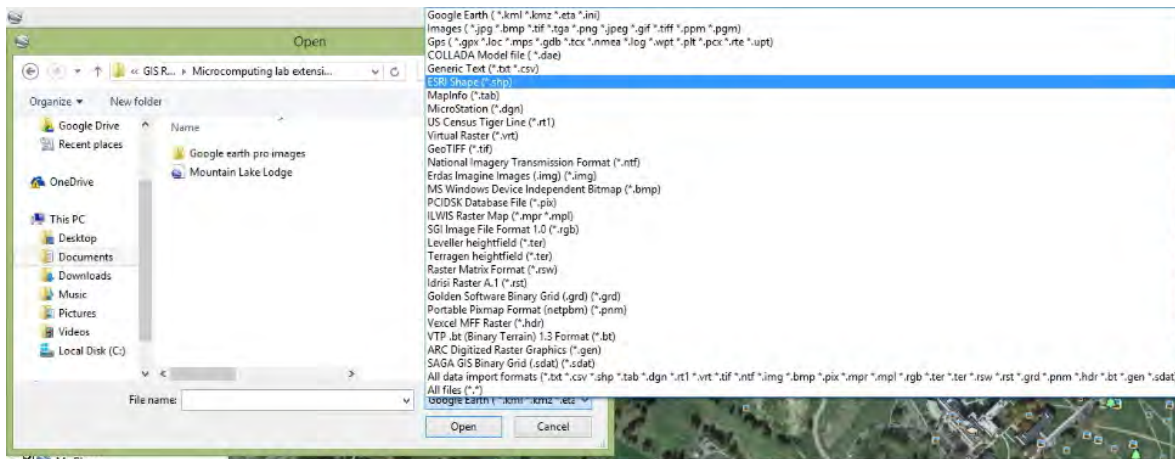 Open
« GIS R... ▸ Microcomputing lab extensi...
Organize ▾ New folder
Google Drive
Recent places
OneDrive
This PC
Desktop
Documents
Downloads
Music
Pictures
Videos
Local Disk (C:)
Name
Google earth pro images
Mountain Lake Lodge
File name:
Google Earth ( *.kml *.kmz *.eta *.ini)
Images ( *.jpg *.bmp *.tif *.tga *.png *.jpeg *.gif *.tiff *.ppm *.pgm)
Gps ( *.gpx *.loc *.mps *.gdb *.tcx *.nmea *.log *.wpt *.plt *.pcx *.rte *.upt)
COLLADA Model file ( *.dae)
Generic Text (*.txt *.csv)
ESRI Shape (*.shp)
MapInfo (*.tab)
MicroStation (*.dgn)
US Census Tiger Line (*.rt1)
Virtual Raster (*.vrt)
GeoTIFF (*.tif)
National Imagery Transmission Format (*.ntf)
Erdas Imagine Images (.img) (*.img)
MS Windows Device Independent Bitmap (*.bmp)
PCIDSK Database File (*.pix)
ILWIS Raster Map (*.mpr *.mpl)
SGI Image File Format 1.0 (*.rgb)
Leveller heightfield (*.ter)
Terragen heightfield (*.ter)
Raster Matrix Format (*.rsw)
Idrisi Raster A.1 (*.rst)
Golden Software Binary Grid (.grd) (*.grd)
Portable Pixmap Format (netpbm) (*.pnm)
Vexcel MFF Raster (*.hdr)
VTP .bt (Binary Terrain) 1.3 Format (*.bt)
ARC Digitized Raster Graphics (*.gen)
SAGA GIS Binary Grid (.sdat) (*.sdat)
All data import formats (*.txt *.csv *.shp *.tab *.dgn *.rt1 *.vrt *.tif *.ntf *.img *.bmp *.pix *.mpr *.mpl *.rgb *.ter *.ter *.rsw *.rst *.grd *.pnm *.hdr *.bt *.gen *.sdat)
All files (*.*)
Google Earth ( *.kml *.kmz *.eta
Open Cancel